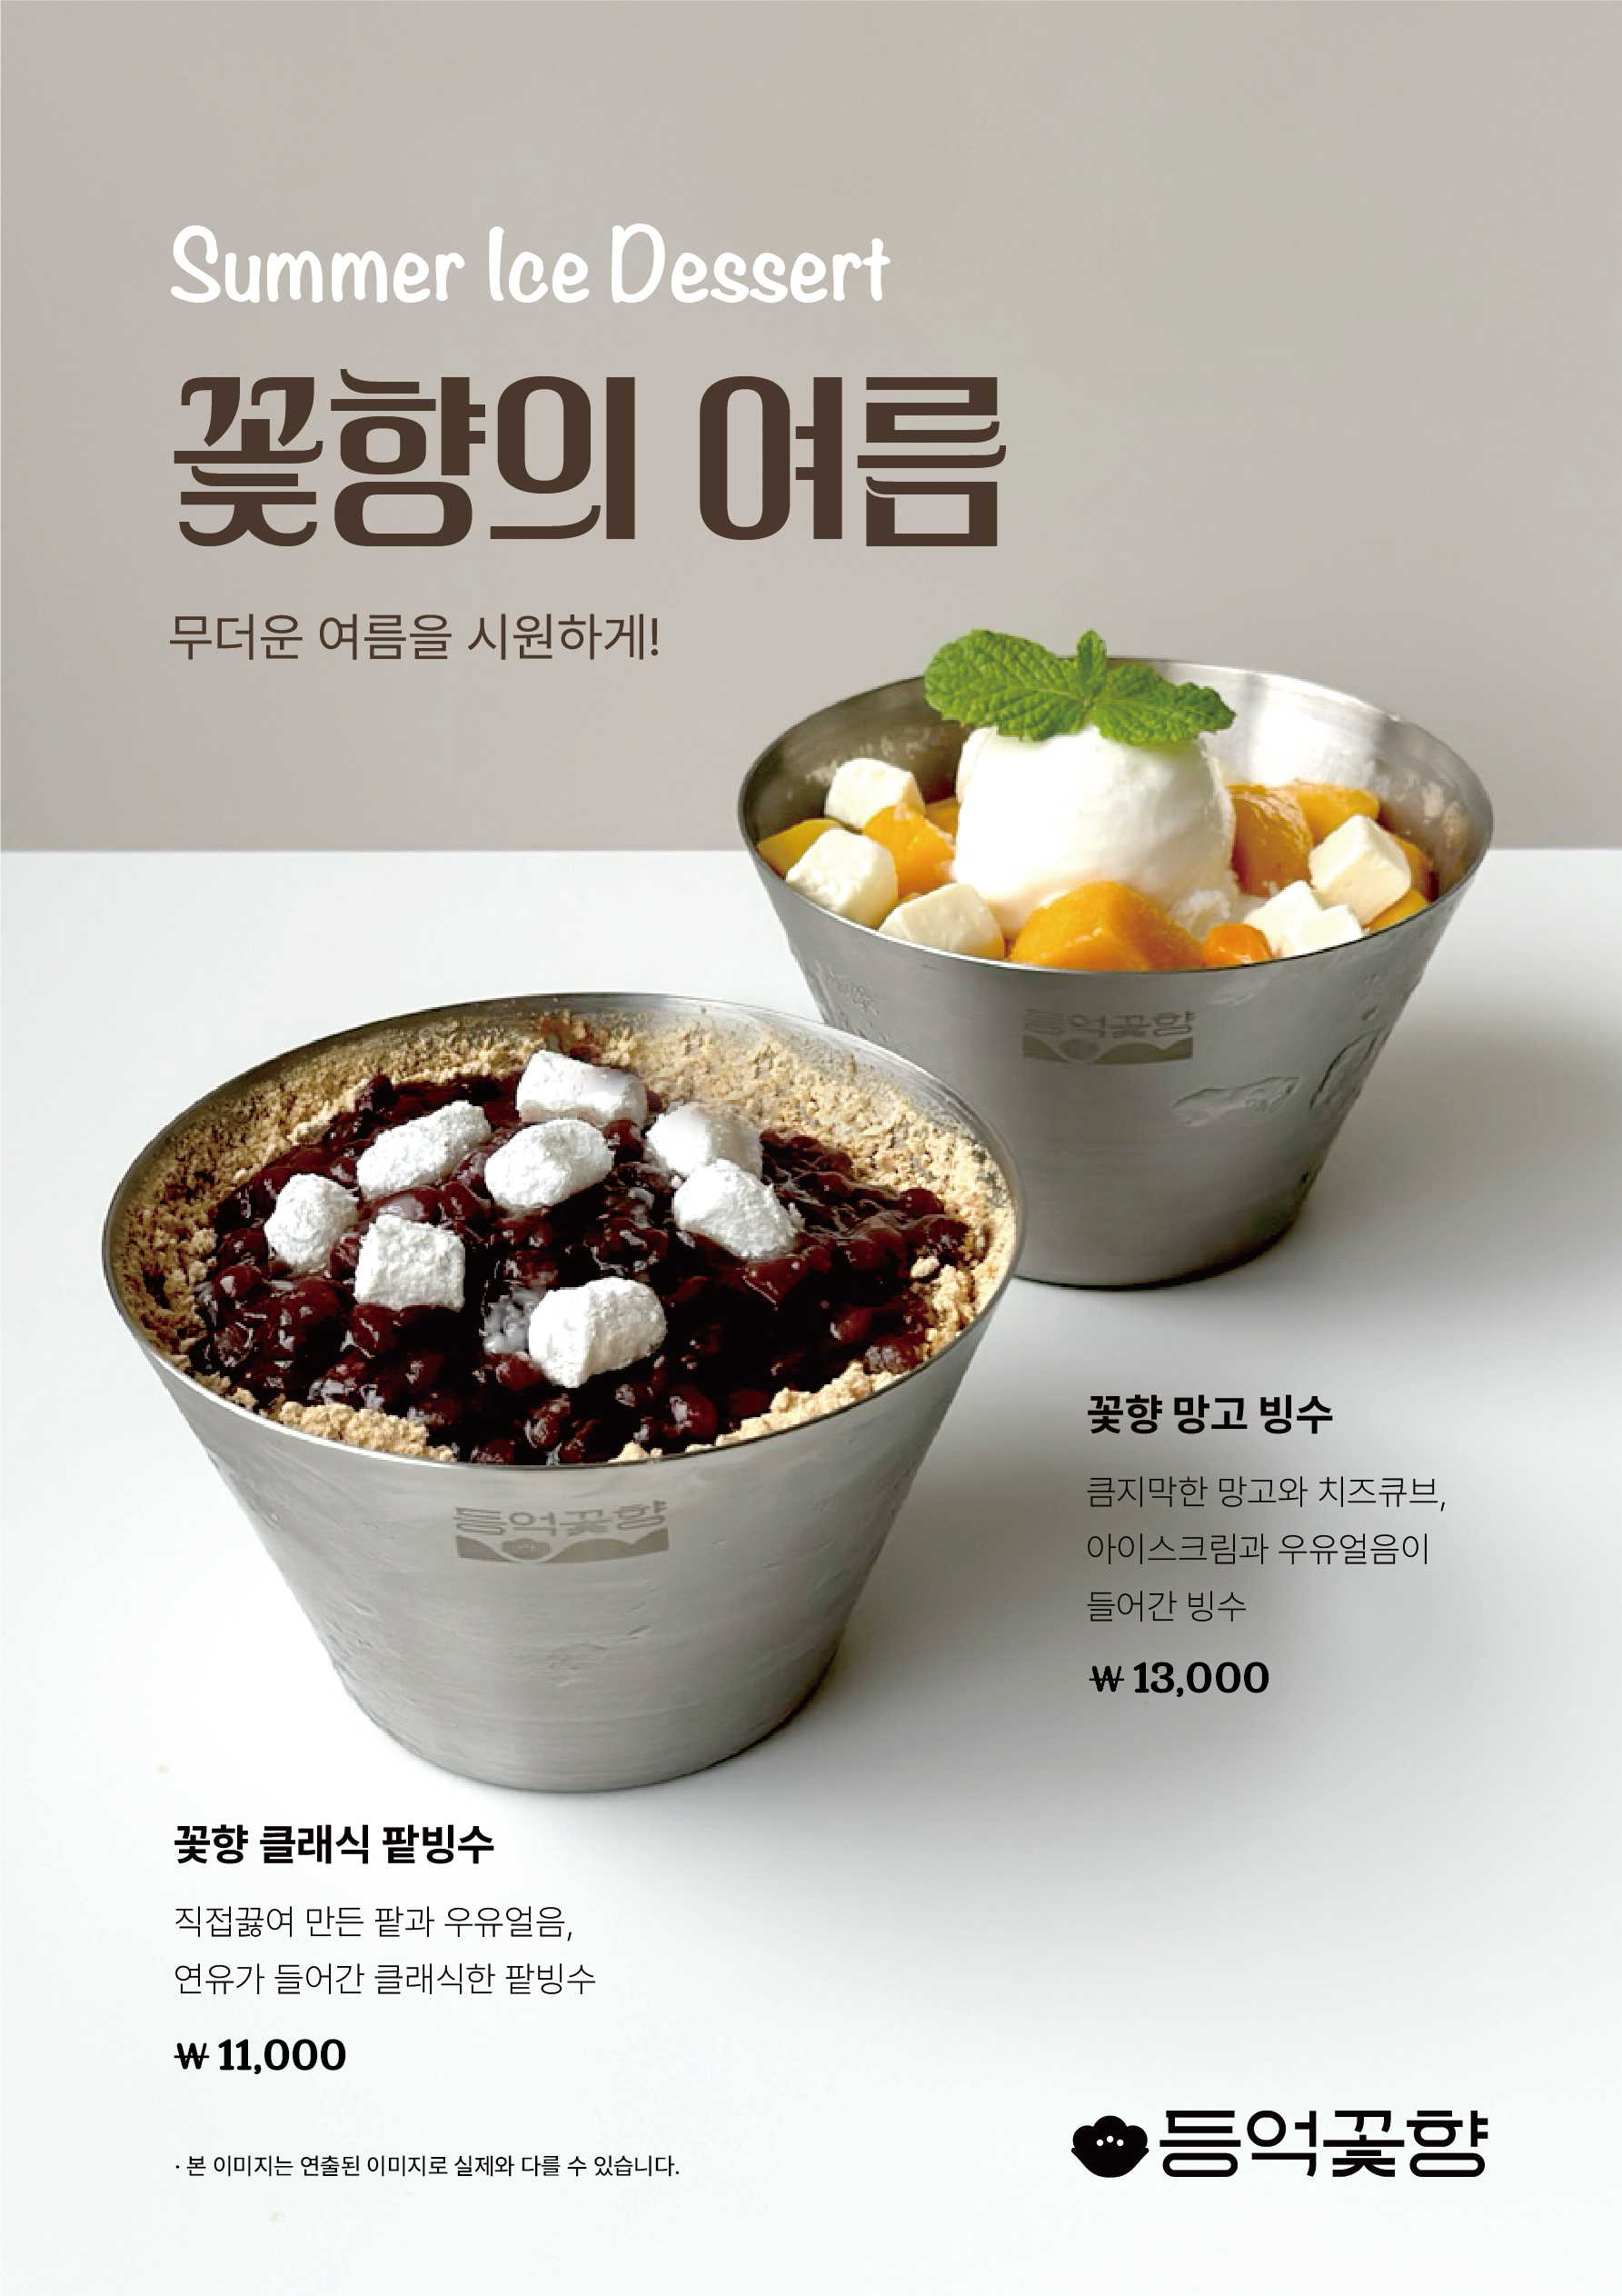 Summer Ice Dessert
꽃향의 여름
무더운 여름을 시원하게!
등억꽃향
등억꽃향
꽃향 망고 빙수
큼지막한 망고와 치즈큐브,
아이스크림과 우유얼음이
들어간 빙수
₩ 13,000
꽃향 클래식 팥빙수
직접끓여 만든 팥과 우유얼음,
연유가 들어간 클래식한 팥빙수
₩ 11,000
· 본 이미지는 연출된 이미지로 실제와 다를 수 있습니다.
등억꽃향